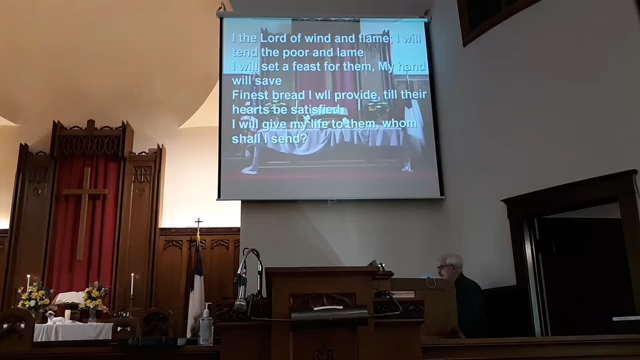 I the Lord of wind and flame, I will
tend the poor and lame
I will set a feast for them, My hand
will save
Finest bread I wll provide, till their
hearts be satisfied
I will give my life to them, whom
shall I send?